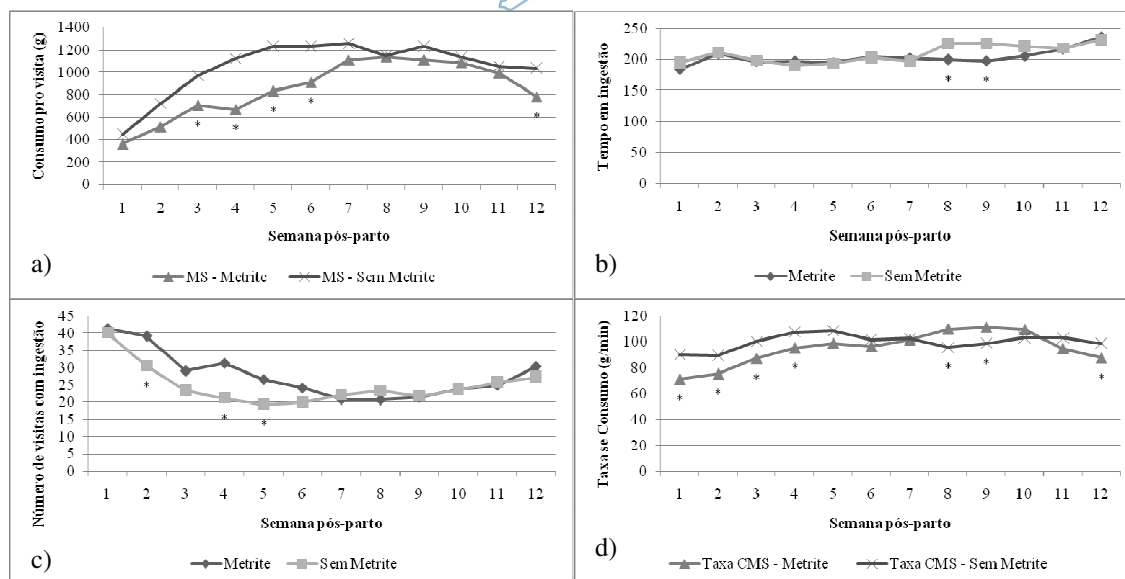 1400
1200
1000
800
600
400
200
0
Consumo pro visita (g)
* * * * *
1 2 3 4 5 6 7 8 9 10 11 12
Semana pós-parto
a)
MS - Metrite MS - Sem Metrite
250
200
150
100
50
0
Tempo em ingestão
* *
1 2 3 4 5 6 7 8 9 10 11 12
Semana pós-parto
b)
Metrite Sem Metrite
45
40
35
30
25
20
15
10
5
0
Número de visitas com ingestão
* * *
1 2 3 4 5 6 7 8 9 10 11 12
Semana pós-parto
c)
Metrite Sem Metrite
120
100
80
60
40
20
0
Taxa se Consumo (g/min)
* * * * * * *
1 2 3 4 5 6 7 8 9 10 11 12
Semana pós-parto
d)
Taxa CMS - Metrite Taxa CMS - Sem Metrite